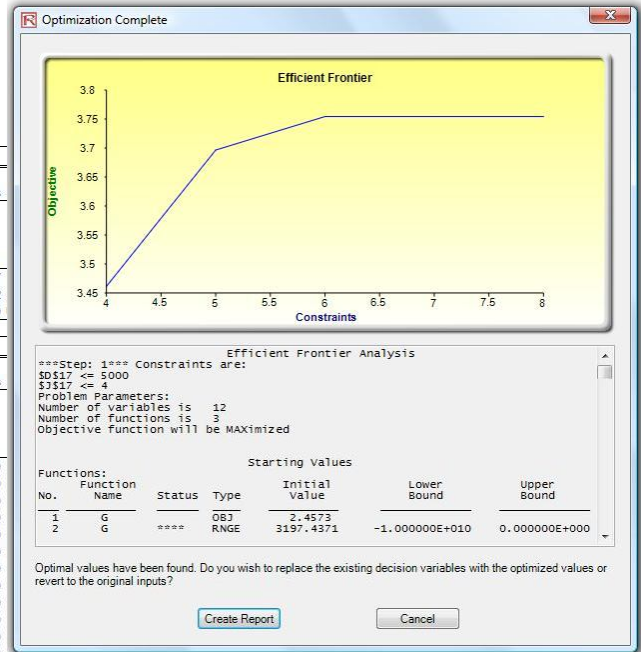 Optimization Complete
Efficient Frontier
3.8
3.75
3.7
3.65
3.6
3.55
3.5
3.45
Objective
4 4.5 5 5.5 6 6.5 7 7.5 8
Constraints
Efficient Frontier Analysis
***Step: 1*** Constraints are:
$D$17 <= 5000
$J$17 <= 4
Problem Parameters:
Number of variables is 12
Number of functions is 3
Objective function will be MAXimized
Starting Values
Functions:
Function Initial Lower Upper
No. Name Status Type Value Bound Bound
1 G OBJ 2.4573
2 G **** RNGE 3197.4371 -1.000000E+010 0.000000E+000
Optimal values have been found. Do you wish to replace the existing decision variables with the optimized values or
revert to the original inputs?
Create Report Cancel